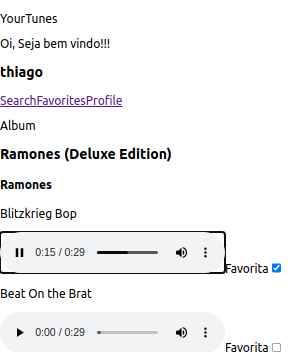 YourTunes
Oi, Seja bem vindo!!!
thiago
SearchFavoritesProfile
Album
Ramones (Deluxe Edition)
Ramones
Blitzkrieg Bop
0:15 / 0:29
Favorita
Beat On the Brat
0:00 / 0:29
Favorita